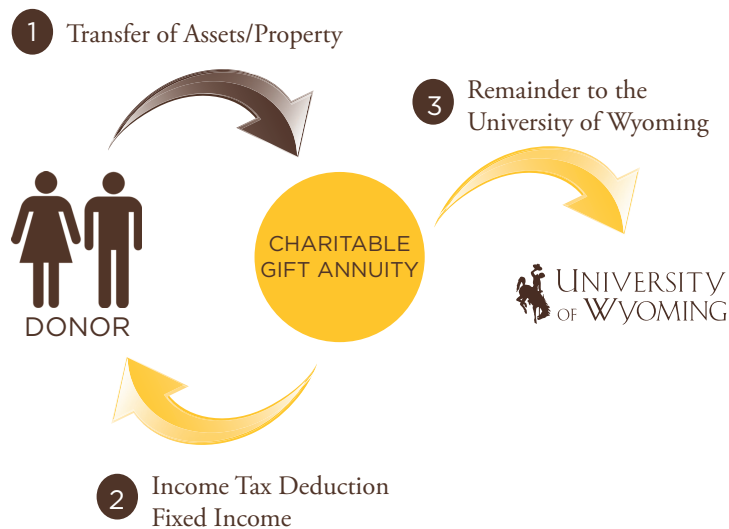 1 Transfer of Assets/Property
3 Remainder to the
University of Wyoming
CHARITABLE
GIFT ANNUITY
DONOR
UNIVERSITY
OF WYOMING
2 Income Tax Deduction
Fixed Income